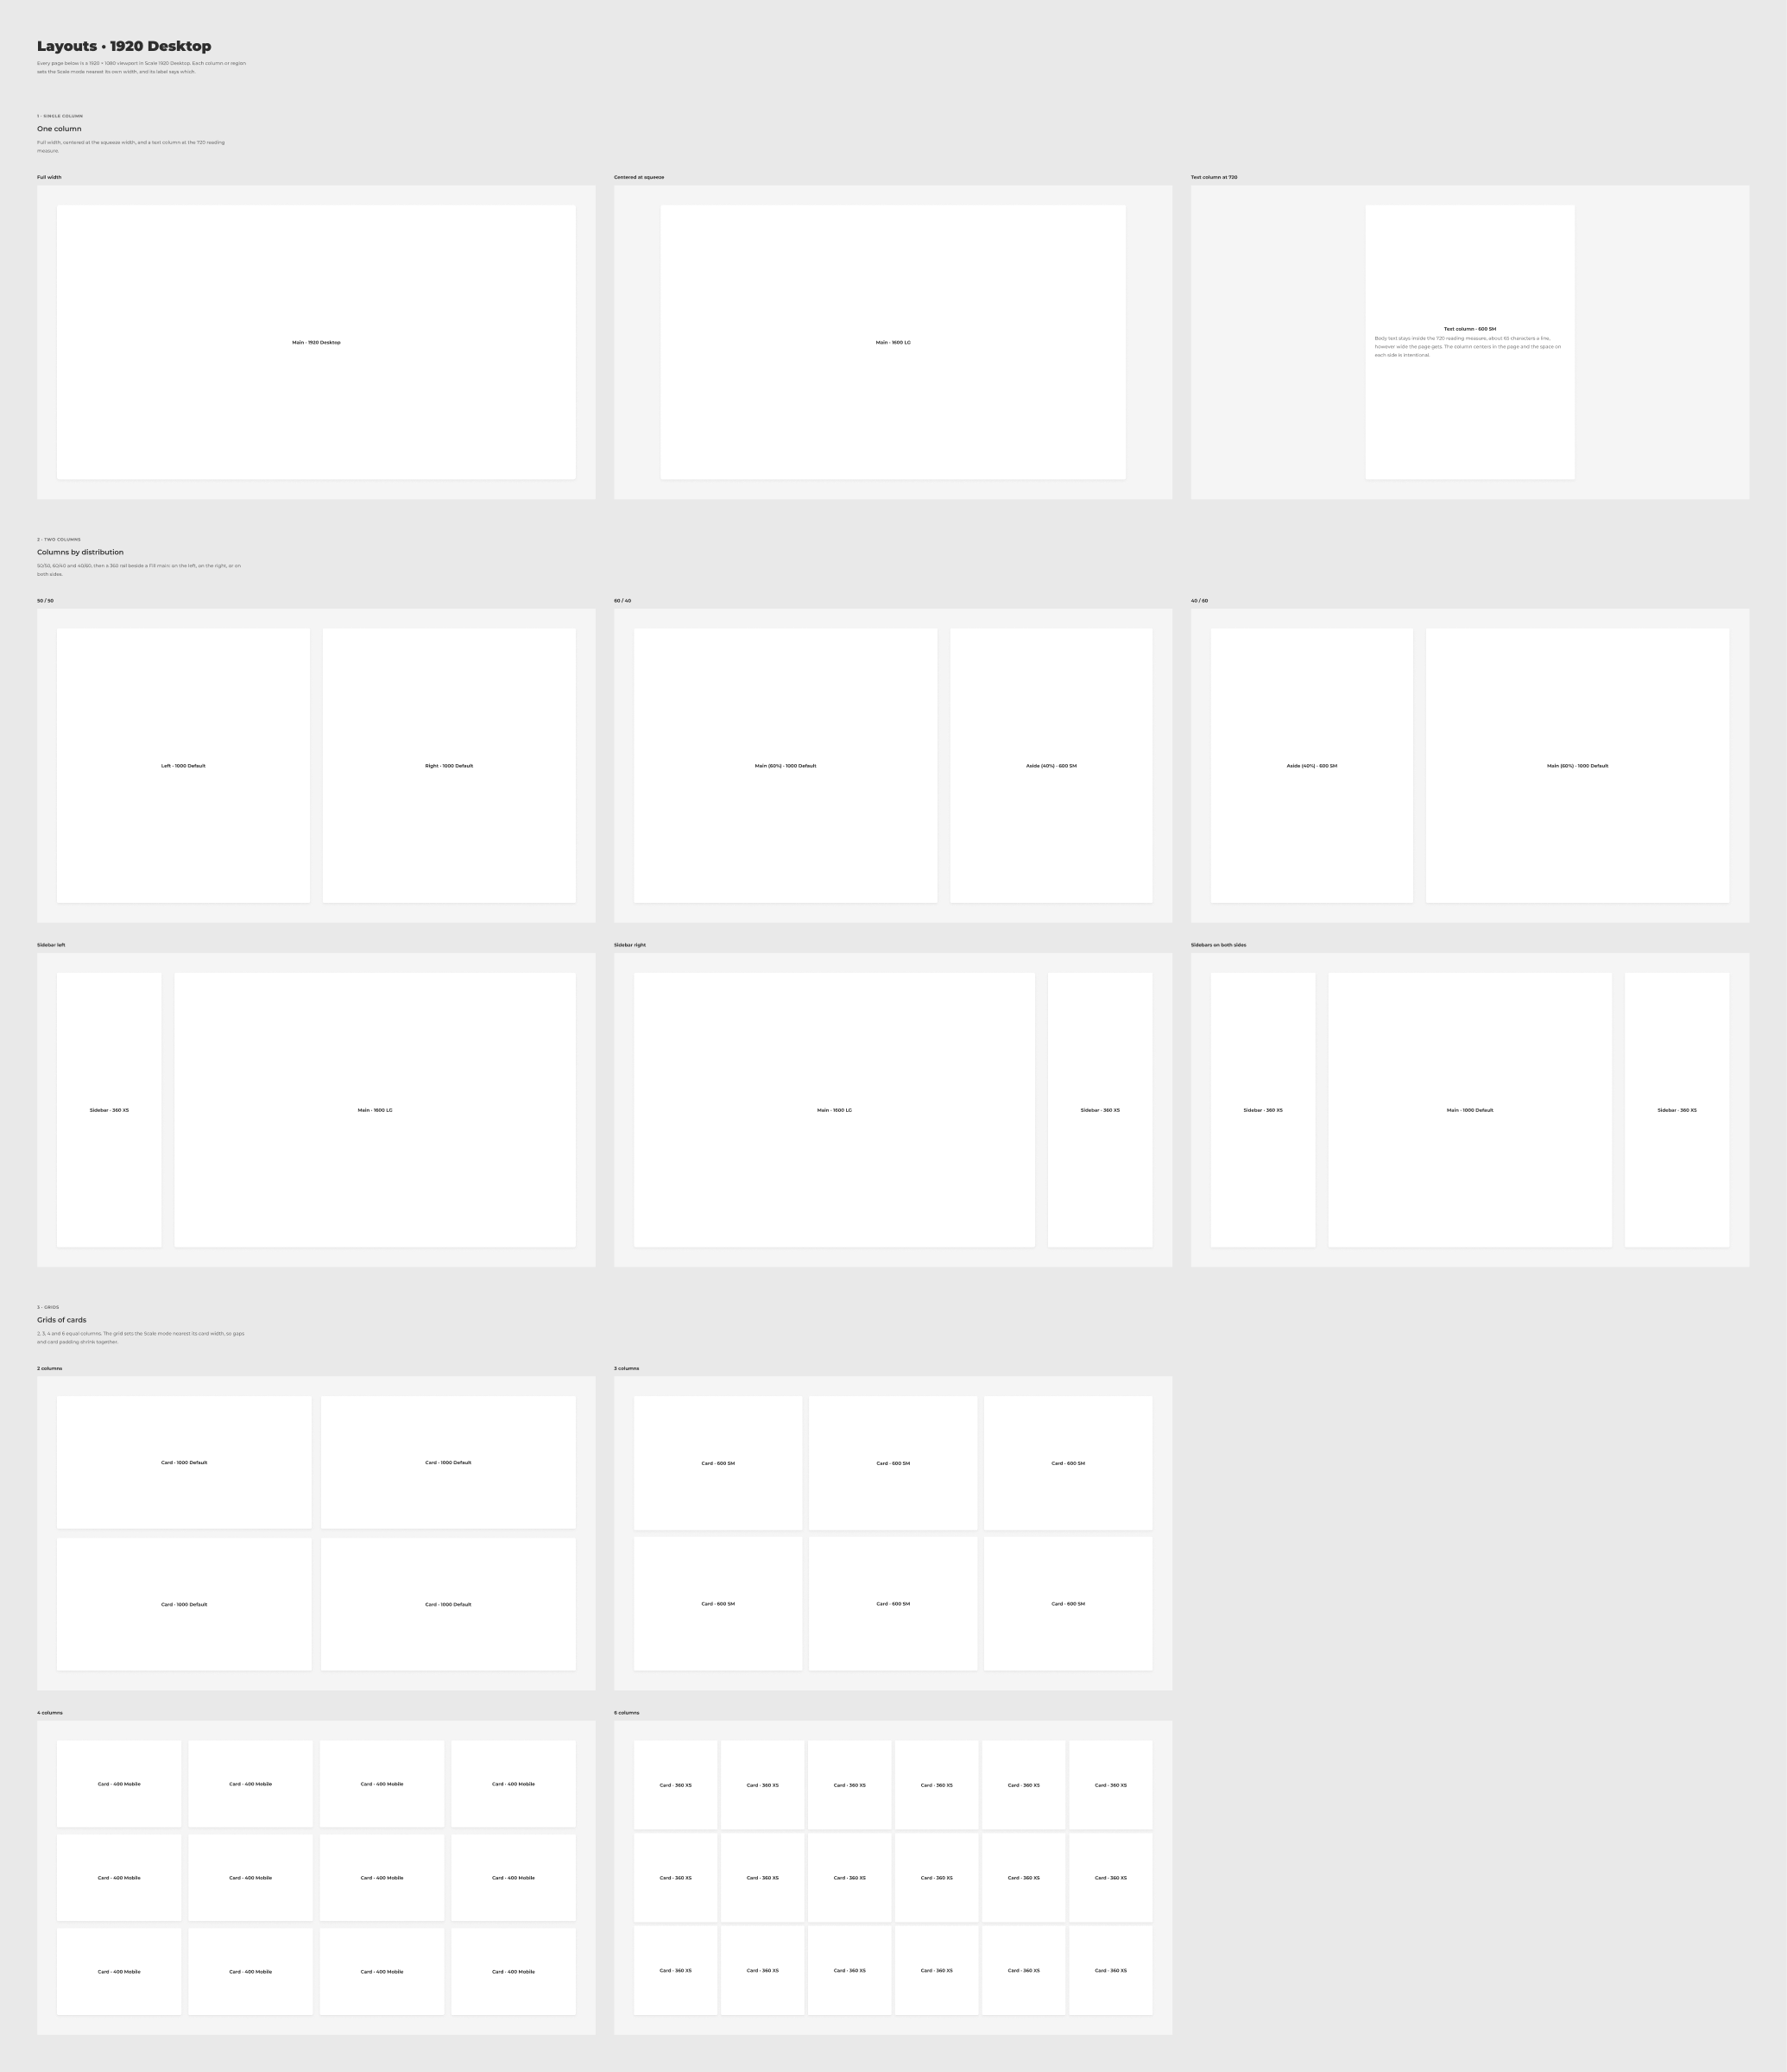 Layouts · 1920 Desktop
Every page below is a 1920 × 1080 viewport in Scale 1920 Desktop. Each column or region
sets the Scale mode nearest its own width, and its label says which.
1 · SINGLE COLUMN
One column
Full width, centered at the squeeze width, and a text column at the 720 reading
measure.
Full width
Centered at squeeze
Text column at 720
Main · 1920 Desktop
Main · 1600 LG
Text column · 600 SM
Body text stays inside the 720 reading measure, about 65 characters a line,
however wide the page gets. The column centers in the page and the space on
each side is intentional.
2 · TWO COLUMNS
Columns by distribution
50/50, 60/40 and 40/60, then a 360 rail beside a Fill main: on the left, on the right, or on
both sides.
50 / 50
60 / 40
40 / 60
Left · 1000 Default
Right · 1000 Default
Main (60%) · 1000 Default
Aside (40%) · 600 SM
Aside (40%) · 600 SM
Main (60%) · 1000 Default
Sidebar left
Sidebar right
Sidebars on both sides
Sidebar · 360 XS
Main · 1600 LG
Main · 1600 LG
Sidebar · 360 XS
Sidebar · 360 XS
Main · 1000 Default
Sidebar · 360 XS
3 · GRIDS
Grids of cards
2, 3, 4 and 6 equal columns. The grid sets the Scale mode nearest its card width, so gaps
and card padding shrink together.
2 columns
3 columns
Card · 1000 Default
Card · 1000 Default
Card · 600 SM
Card · 600 SM
Card · 600 SM
Card · 1000 Default
Card · 1000 Default
Card · 600 SM
Card · 600 SM
Card · 600 SM
4 columns
6 columns
Card · 400 Mobile
Card · 400 Mobile
Card · 400 Mobile
Card · 400 Mobile
Card · 360 XS
Card · 360 XS
Card · 360 XS
Card · 360 XS
Card · 360 XS
Card · 360 XS
Card · 400 Mobile
Card · 400 Mobile
Card · 400 Mobile
Card · 400 Mobile
Card · 360 XS
Card · 360 XS
Card · 360 XS
Card · 360 XS
Card · 360 XS
Card · 360 XS
Card · 400 Mobile
Card · 400 Mobile
Card · 400 Mobile
Card · 400 Mobile
Card · 360 XS
Card · 360 XS
Card · 360 XS
Card · 360 XS
Card · 360 XS
Card · 360 XS